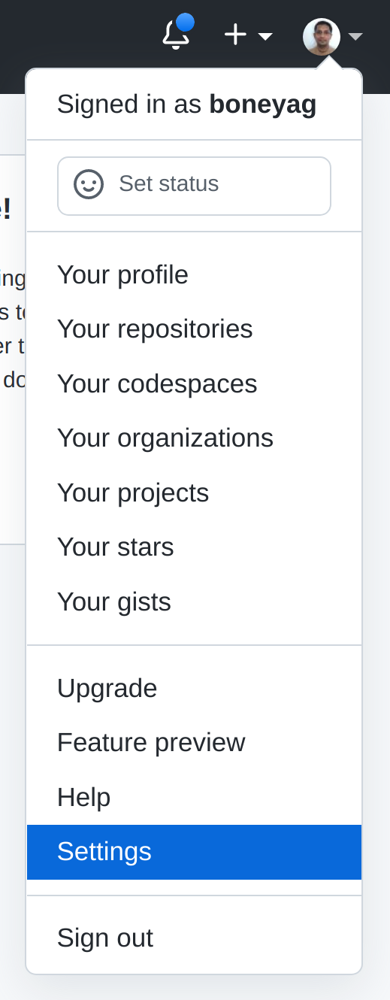 Signed in as boneyag
Set status
e!
ing
s to
er t
do
Your profile
Your repositories
Your codespaces
Your organizations
Your projects
Your stars
Your gists
Upgrade
Feature preview
Help
Settings
Sign out